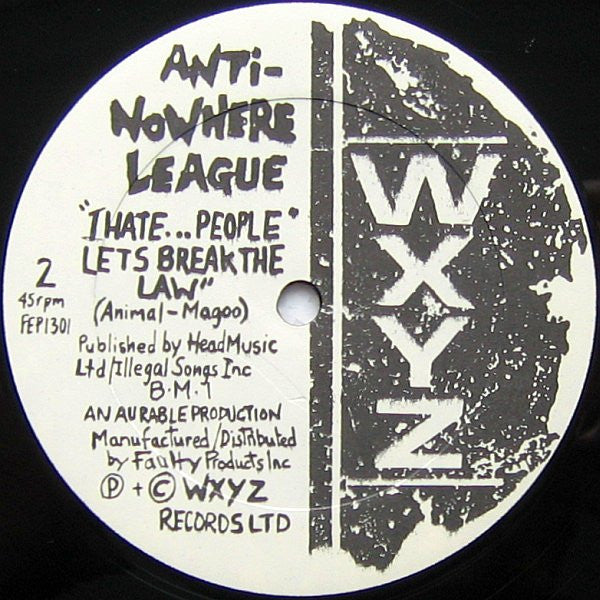 ANTi-
NOWHERE
LEAGUE
"I HATE... PEOPLE"
LETS BREAK THE
LAW"
(Animal-Magoo)
2
45rpm
FEP1301
Published by HeadMusic
Ltd/Illegal Songs Inc
B.M.I
AN AURABLE PRODUCTION
Manufactured/Distributed
by Faulty Products Inc
Ⓟ + © WXYZ
RECORDS LTD
W
X
Y
Z